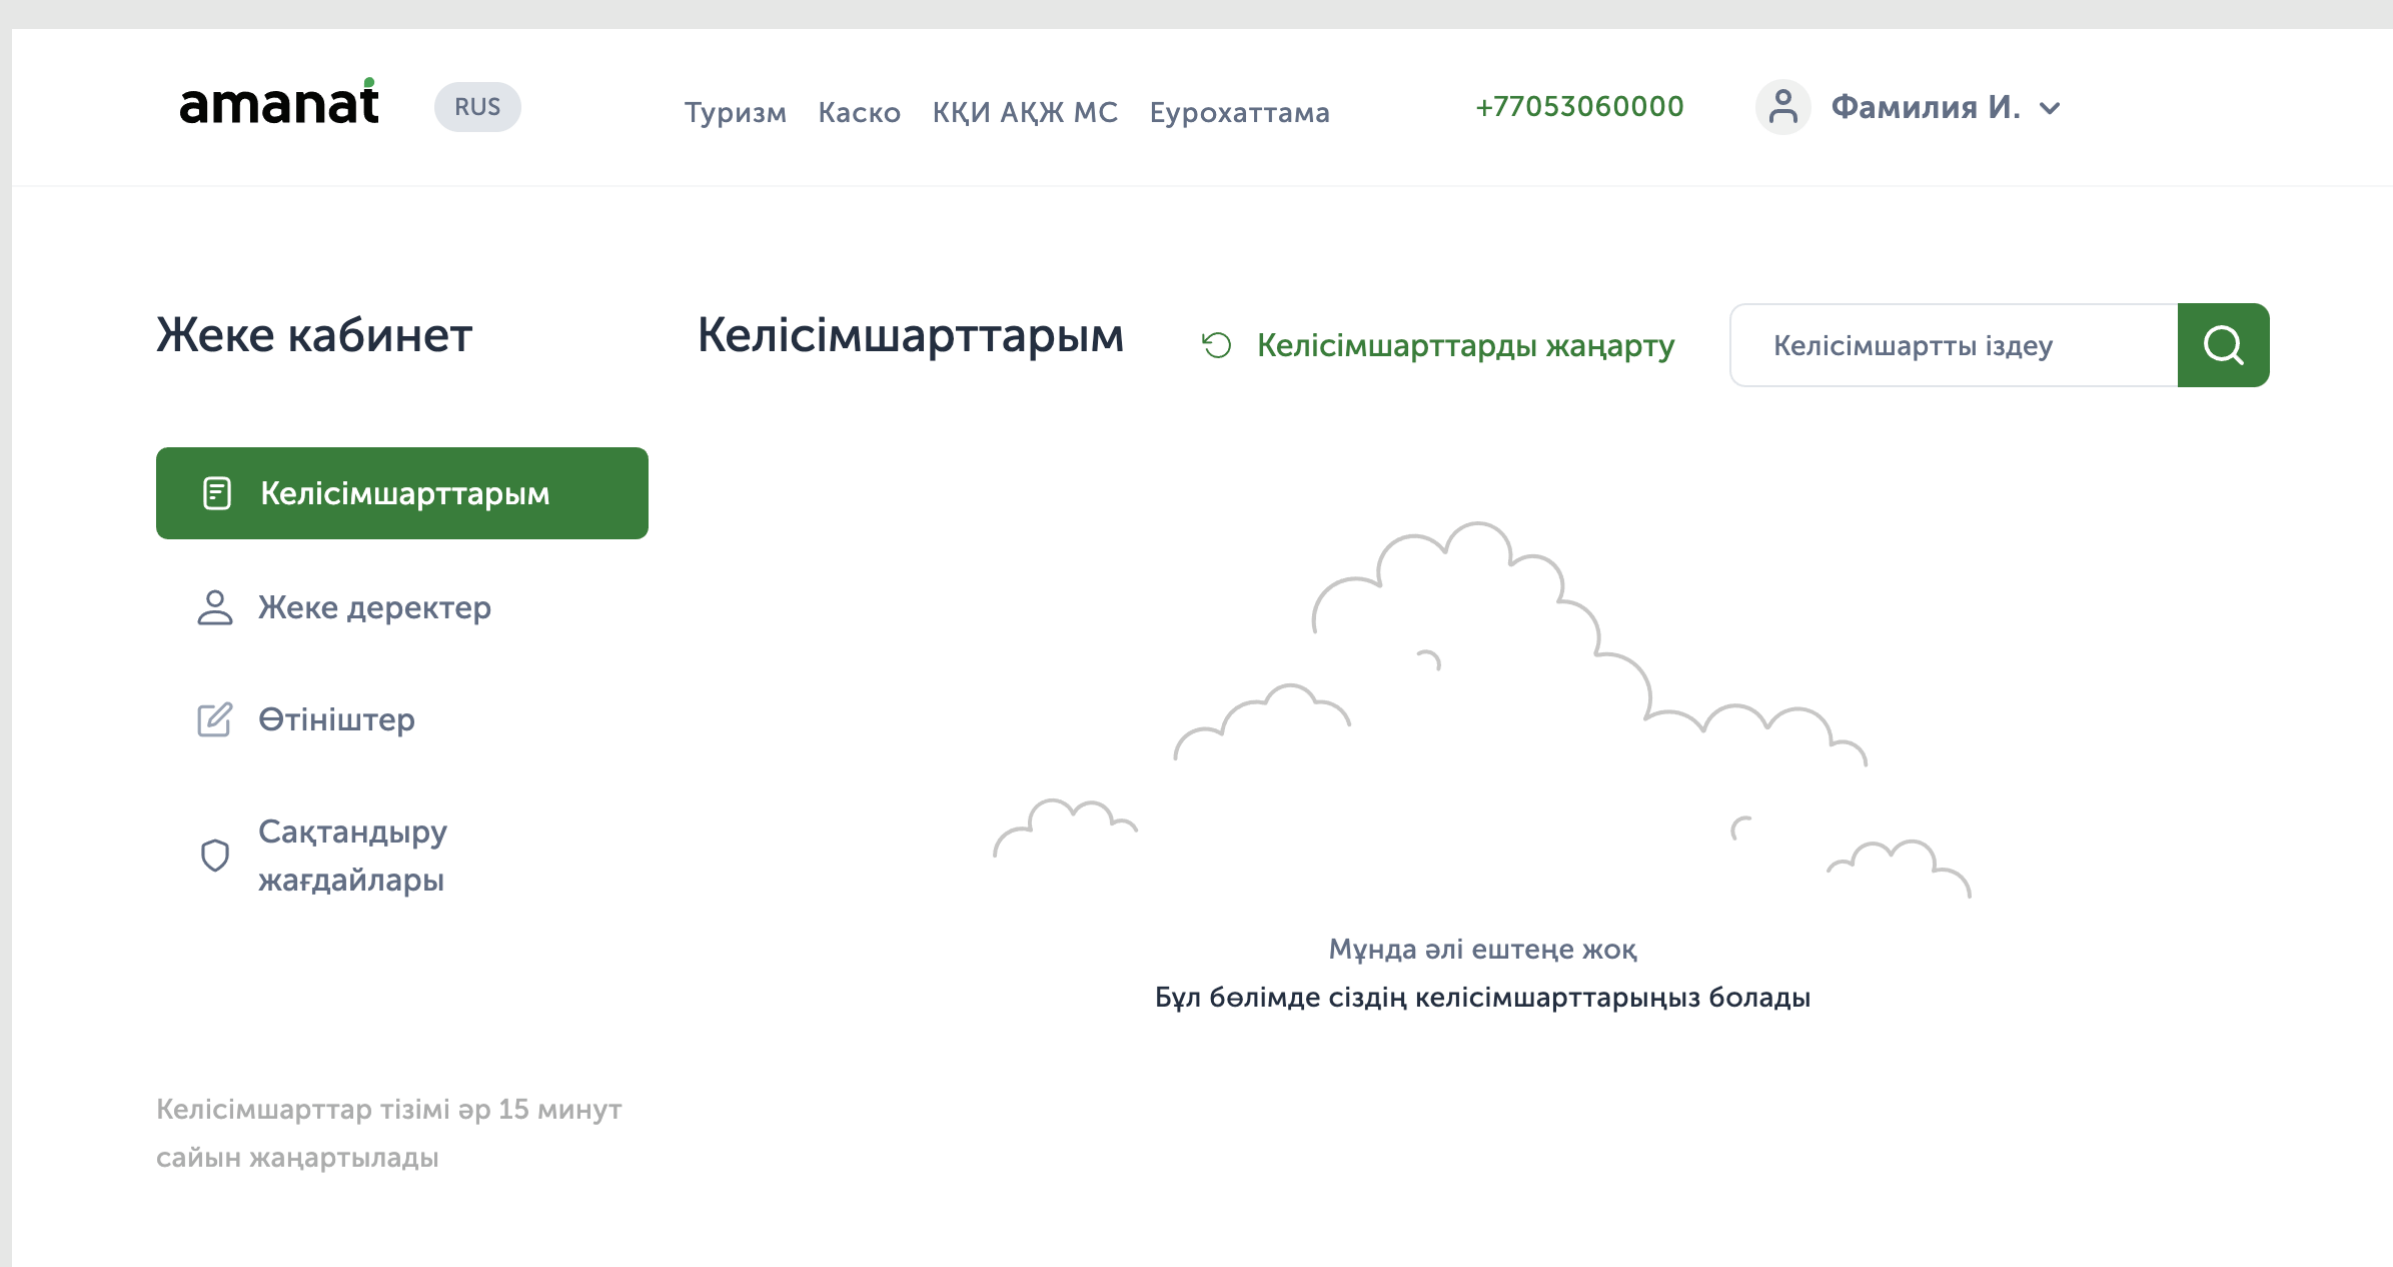 amanat
RUS
Туризм
Каско
КҚИ АҚЖ МС
Еурохаттама
+77053060000
Фамилия И.
Жеке кабинет
Келісімшарттарым
Келісімшарттарды жаңарту
Келісімшартты іздеу
Келісімшарттарым
Жеке деректер
Өтініштер
Сақтандыру
жағдайлары
Мұнда әлі ештеңе жоқ
Бұл бөлімде сіздің келісімшарттарыңыз болады
Келісімшарттар тізімі әр 15 минут
сайын жаңартылады